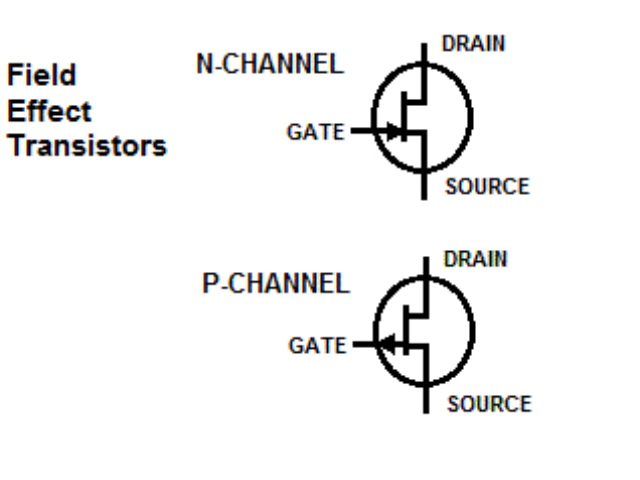 Field
Effect
Transistors
N-CHANNEL
DRAIN
GATE
SOURCE
P-CHANNEL
DRAIN
GATE
SOURCE